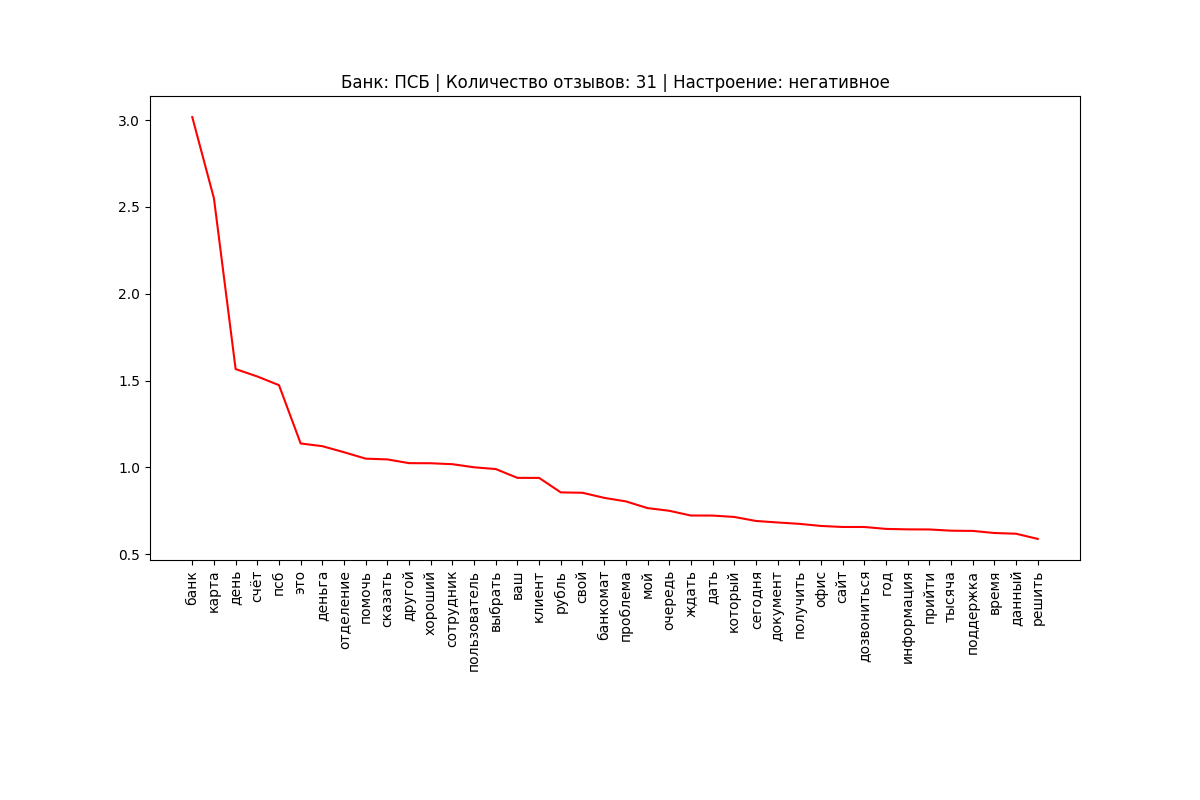 Банк: ПСБ | Количество отзывов: 31 | Настроение: негативное
3.0
2.5
2.0
1.5
1.0
0.5
банк
карта
день
счёт
псб
это
деньга
отделение
помочь
сказать
другой
хороший
сотрудник
пользователь
выбрать
ваш
клиент
рубль
свой
банкомат
проблема
мой
очередь
ждать
дать
который
сегодня
документ
получить
офис
сайт
дозвониться
год
информация
прийти
тысяча
поддержка
время
данный
решить